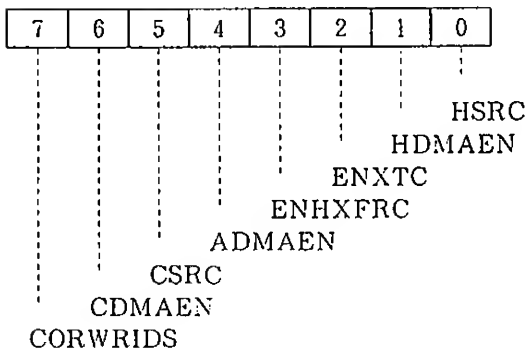 7 6 5 4 3 2 1 0
HSRC
HDMAEN
ENXTC
ENHXFRC
ADMAEN
CSRC
CDMAEN
CORWRIDS